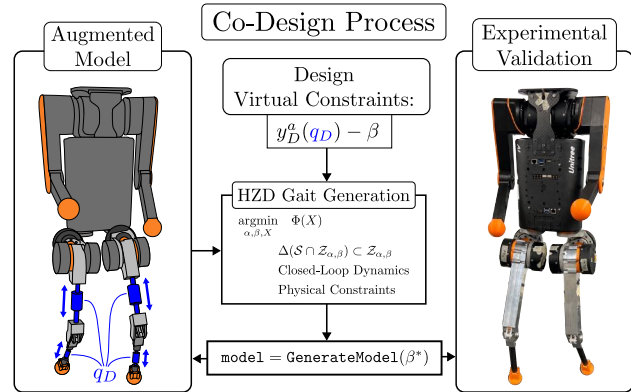 Co-Design Process
Augmented
Model
q_D
Design
Virtual Constraints:
y_D^a(q_D) − β
HZD Gait Generation
argmin Φ(X)
α,β,X
Δ(𝒮 ∩ 𝒵_{α,β}) ⊂ 𝒵_{α,β}
Closed-Loop Dynamics
Physical Constraints
model = GenerateModel(β*)
Experimental
Validation
Unitree